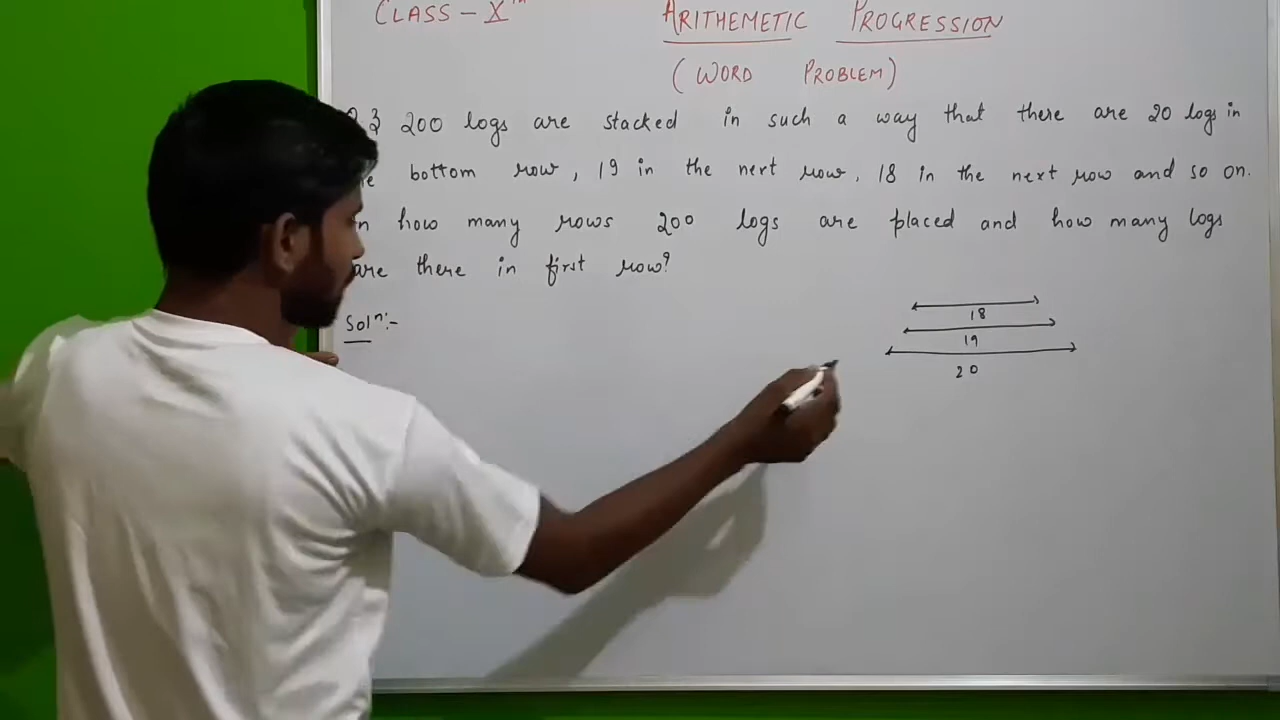 CLASS - Xth ARITHEMETIC PROGRESSION
(WORD PROBLEM)
3 200 logs are stacked in such a way that there are 20 logs in
bottom row, 19 in the next row, 18 in the next row and so on.
how many rows 200 logs are placed and how many logs
are there in first row?
Soln:-
18
19
20